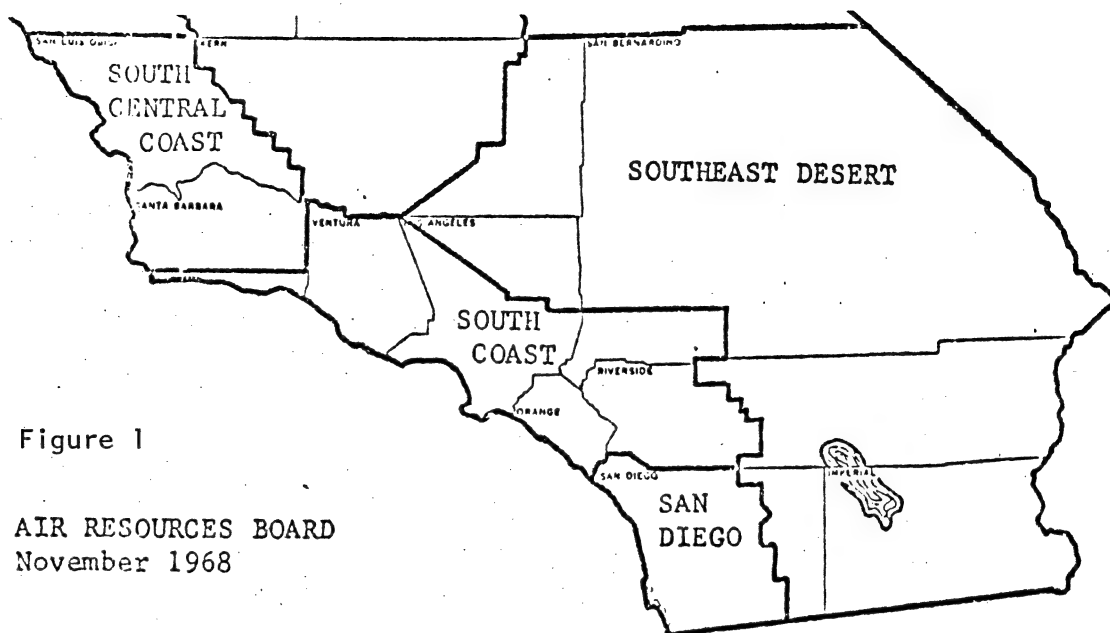 SAN LUIS OBISPO
KERN
SAN BERNARDINO
SOUTH
CENTRAL
COAST
SOUTHEAST DESERT
SANTA BARBARA
VENTURA
LOS ANGELES
SOUTH
COAST
RIVERSIDE
ORANGE
Figure 1
IMPERIAL
SAN DIEGO
SAN
DIEGO
AIR RESOURCES BOARD
November 1968